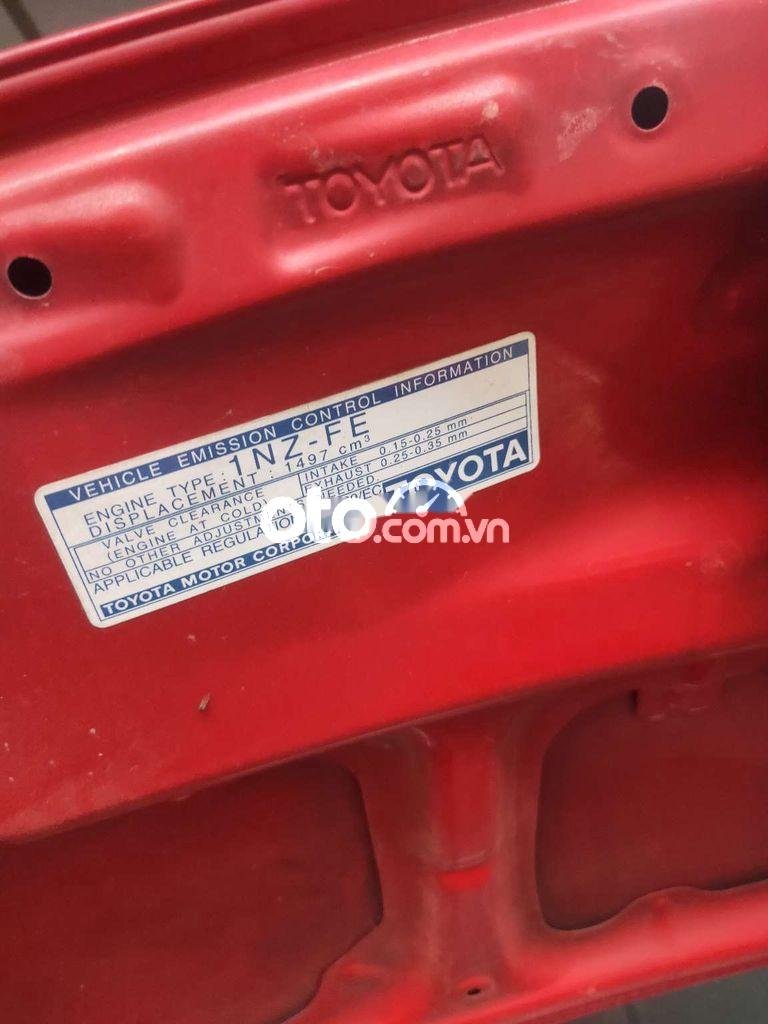 TOYOTA
VEHICLE EMISSION CONTROL INFORMATION
ENGINE TYPE : 1NZ-FE
DISPLACEMENT : 1497 cm³
VALVE CLEARANCE
(ENGINE AT COLD)
INTAKE : 0.15-0.25 mm
EXHAUST : 0.25-0.35 mm
NO OTHER ADJUSTMENTS NEEDED.
APPLICABLE REGULATION
TOYOTA MOTOR
TOYOTA
oto.com.vn